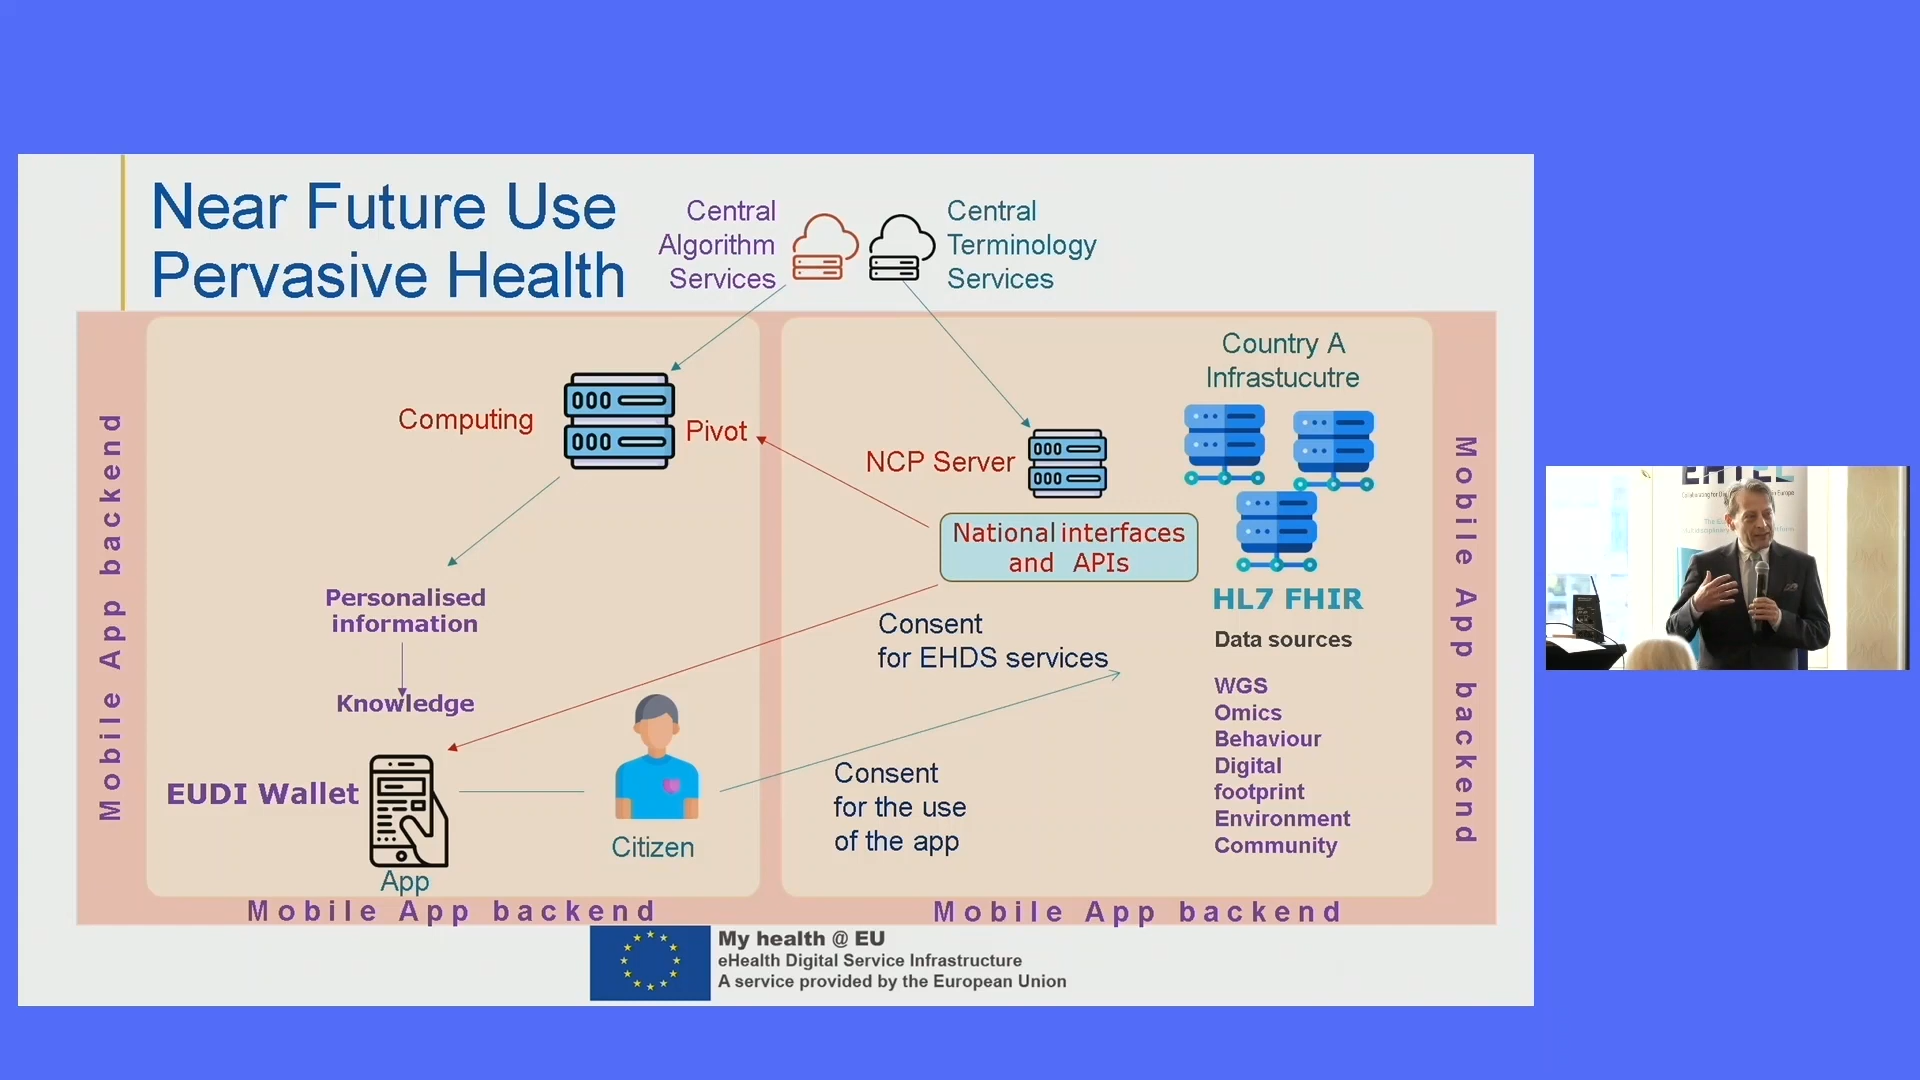 Near Future Use
Pervasive Health
Central
Algorithm
Services
Central
Terminology
Services
Mobile App backend
Computing
Pivot
Personalised
information
Knowledge
EUDI Wallet
App
Citizen
Mobile App backend
Country A
Infrastucutre
NCP Server
National interfaces
and APIs
HL7 FHIR
Data sources
Consent
for EHDS services
WGS
Omics
Behaviour
Digital
footprint
Environment
Community
Consent
for the use
of the app
Mobile App backend
Mobile App backend
My health @ EU
eHealth Digital Service Infrastructure
A service provided by the European Union
EHTEL